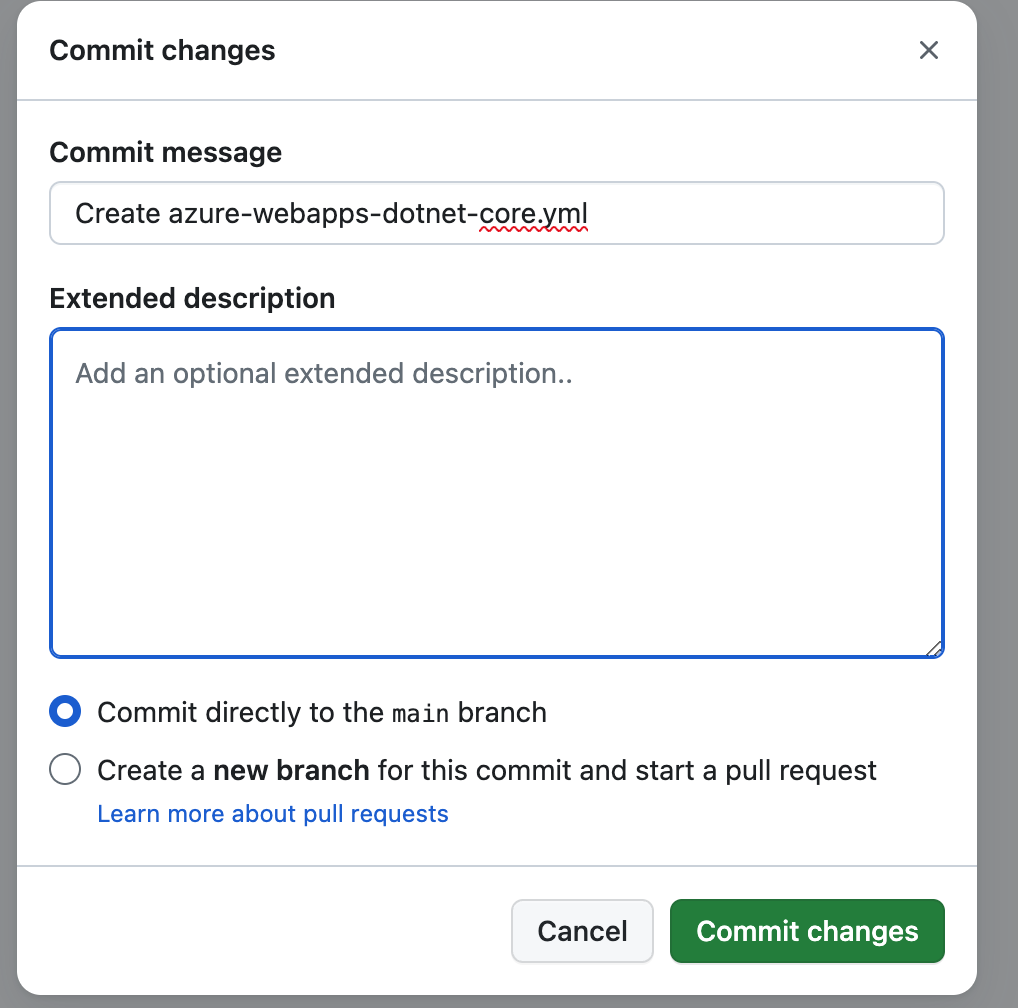 Commit changes
Commit message
Create azure-webapps-dotnet-core.yml
Extended description
Add an optional extended description..
Commit directly to the main branch
Create a new branch for this commit and start a pull request
Learn more about pull requests
Cancel
Commit changes